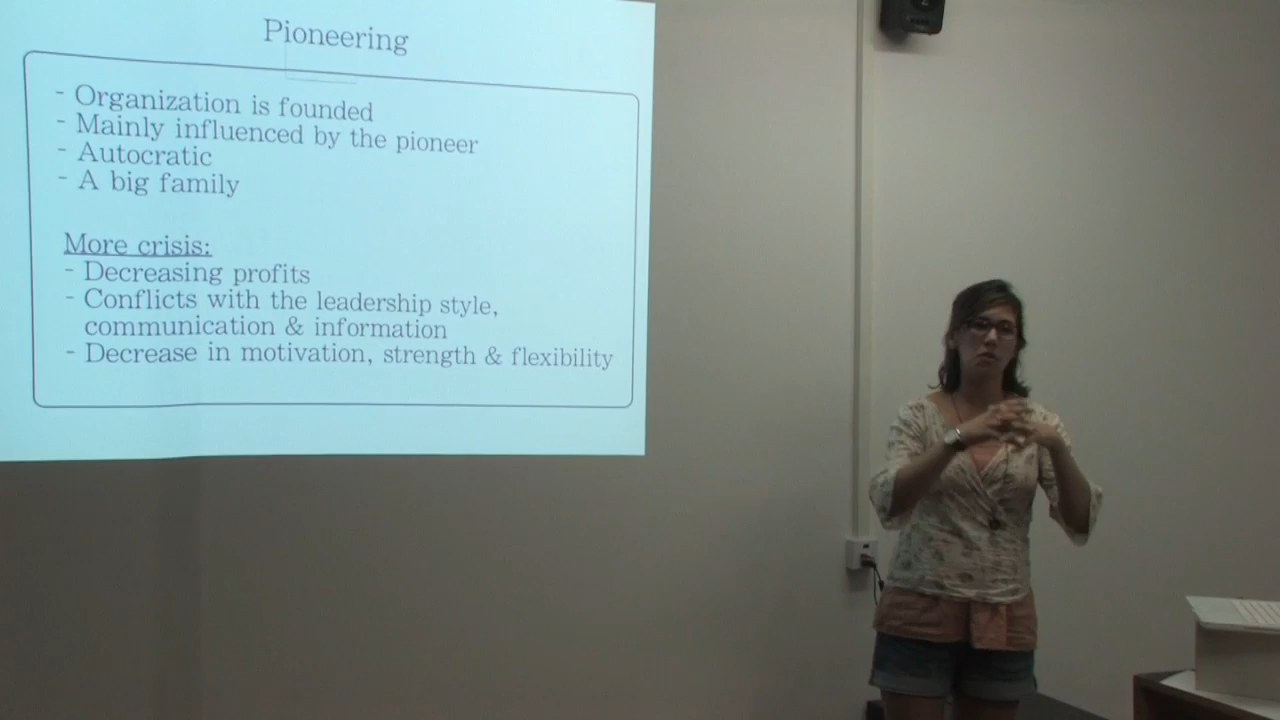 Pioneering
- Organization is founded
- Mainly influenced by the pioneer
- Autocratic
- A big family
More crisis:
- Decreasing profits
- Conflicts with the leadership style,
communication & information
- Decrease in motivation, strength & flexibility